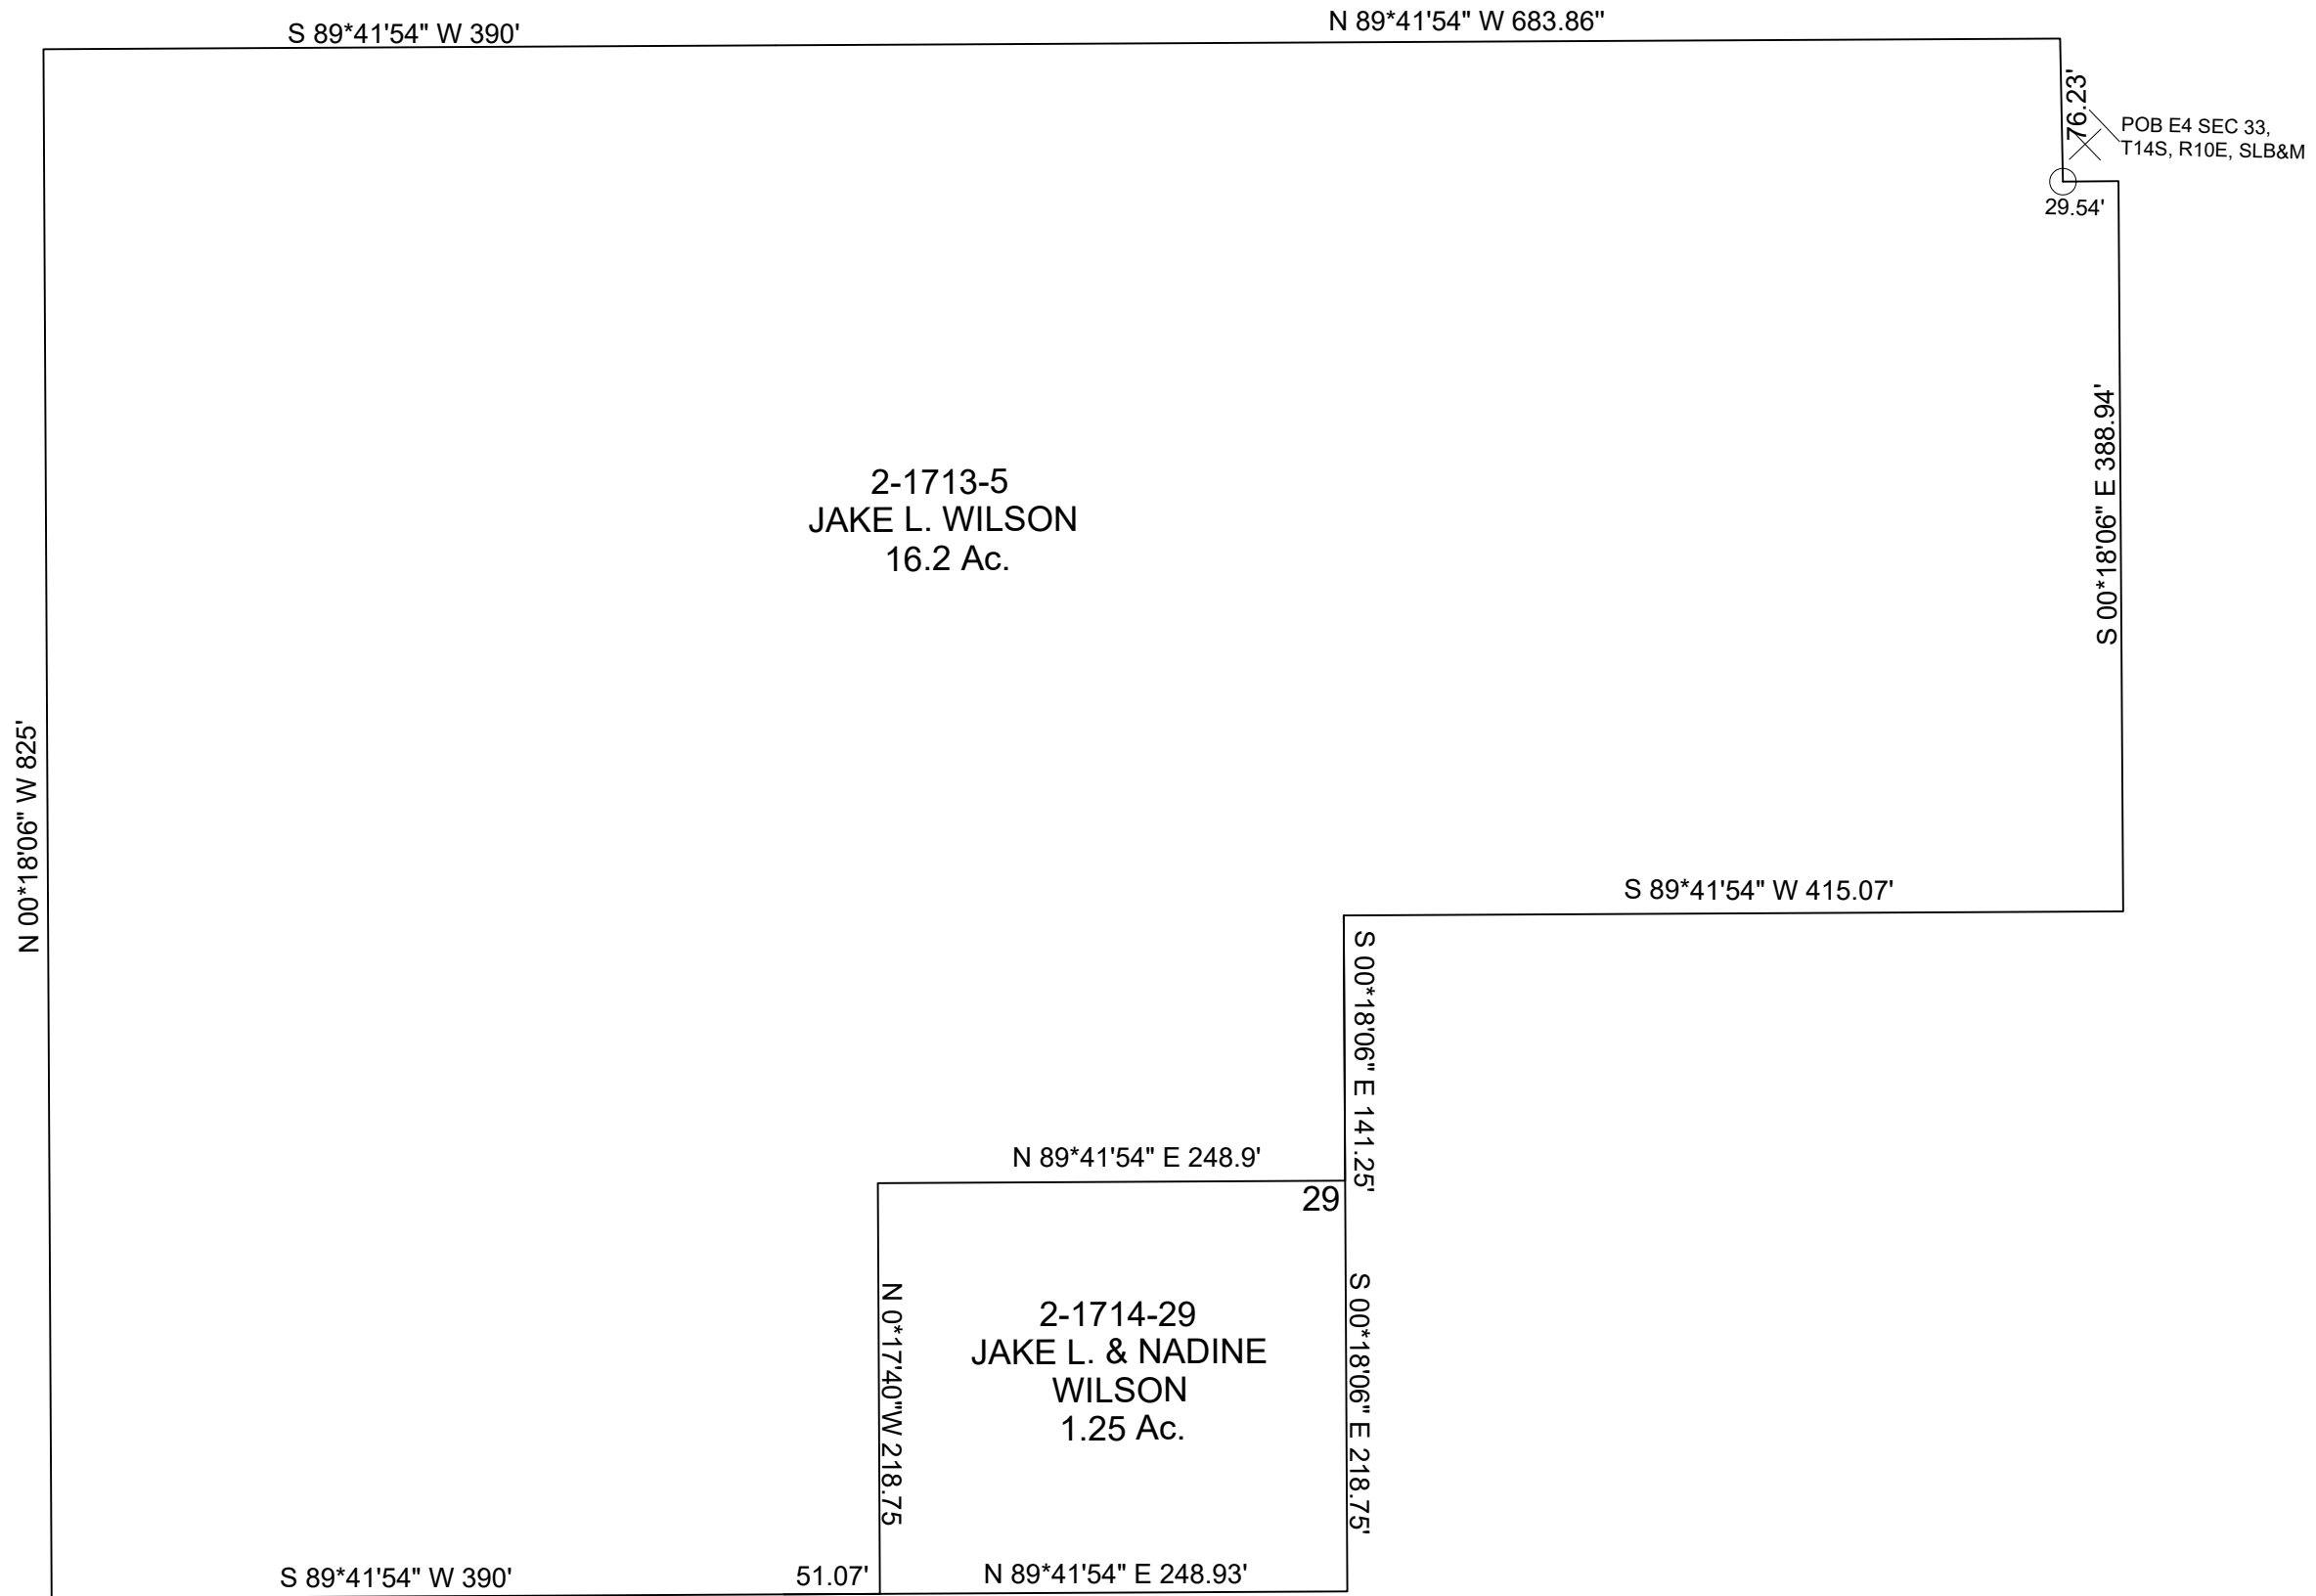 S 89*41'54" W 390'
N 89*41'54" W 683.86"
76.23'
POB E4 SEC 33,
T14S, R10E, SLB&M
29.54'
S 00*18'06" E 388.94'
2-1713-5
JAKE L. WILSON
16.2 Ac.
N 00*18'06" W 825'
S 89*41'54" W 415.07'
S 00*18'06" E 141.25'
N 89*41'54" E 248.9'
29
N 0*17'40"W 218.75
2-1714-29
JAKE L. & NADINE
WILSON
1.25 Ac.
S 00*18'06" E 218.75'
S 89*41'54" W 390'
51.07'
N 89*41'54" E 248.93'